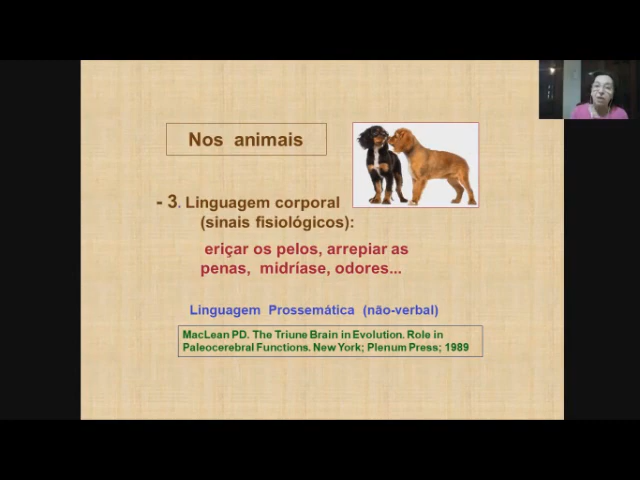 Nos animais
- 3. Linguagem corporal
(sinais fisiológicos):
eriçar os pelos, arrepiar as
penas, midríase, odores...
Linguagem Prossemática (não-verbal)
MacLean PD. The Triune Brain in Evolution. Role in
Paleocerebral Functions. New York; Plenum Press; 1989